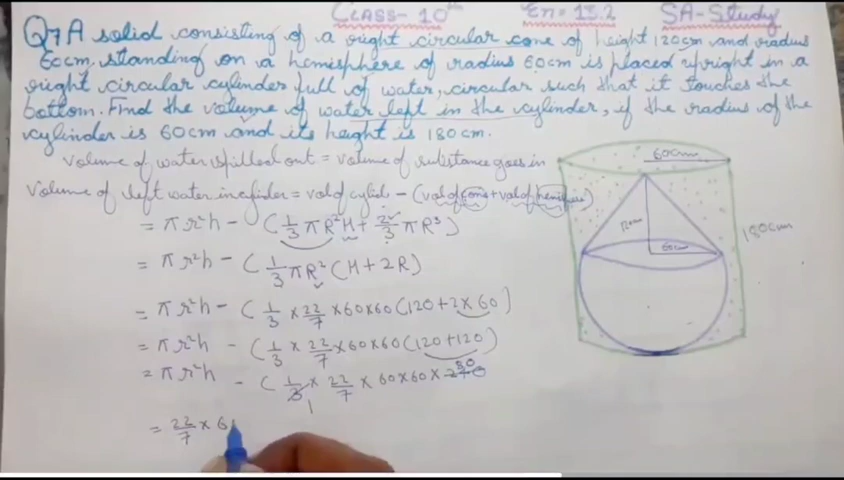 CLASS-10th En=13.2 SA-Study
Q7 A solid consisting of a right circular cone of height 120cm and radius
60cm standing on a hemisphere of radius 60cm is placed upright in a
right circular cylinder full of water, circular such that it touches the
bottom. Find the volume of water left in the cylinder, if the radius of the
cylinder is 60cm and its height is 180cm.
volume of water spilled out = volume of substance goes in
volume of left water in cylinder = vol of cylid - (vol of cone + vol of hemisphere)
= πr²h - (1/3 πR²H + 2/3 πR³)
= πr²h - (1/3 πR² (H+2R)
= πr²h - (1/3 × 22/7 × 60×60 (120+2×60)
= πr²h - (1/3 × 22/7 × 60×60 (120+120)
= πr²h - (1/3 × 22/7 × 60×60× 240 80
1
= 22/7 × 6
60cm
120cm
60cm
180cm